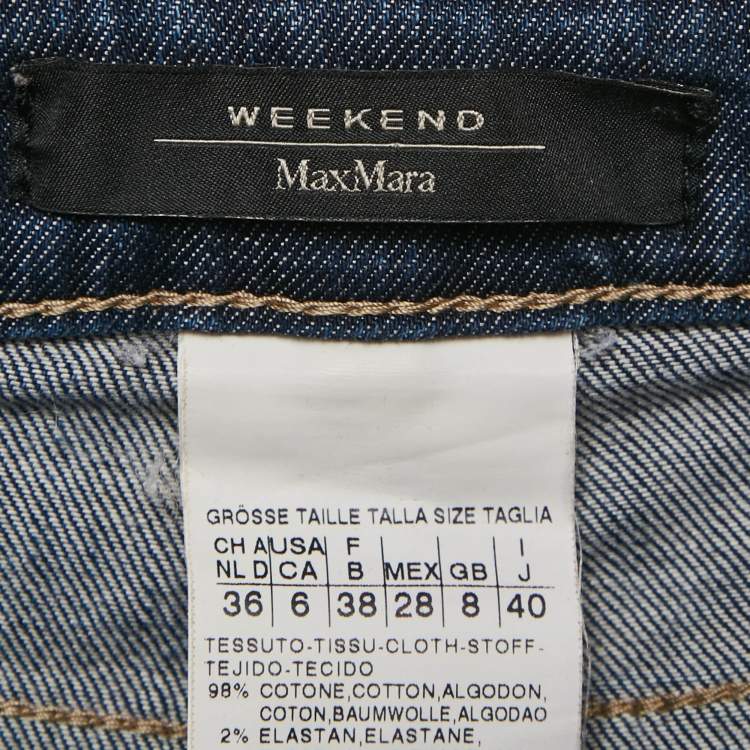 WEEKEND
MaxMara
GRÖSSE TAILLE TALLA SIZE TAGLIA
CH A USA F I
NL D CA B MEX GB J
36 6 38 28 8 40
TESSUTO-TISSU-CLOTH-STOFF-
TEJIDO-TECIDO
98% COTONE,COTTON,ALGODON,
COTON,BAUMWOLLE,ALGODAO
2% ELASTAN,ELASTANE,